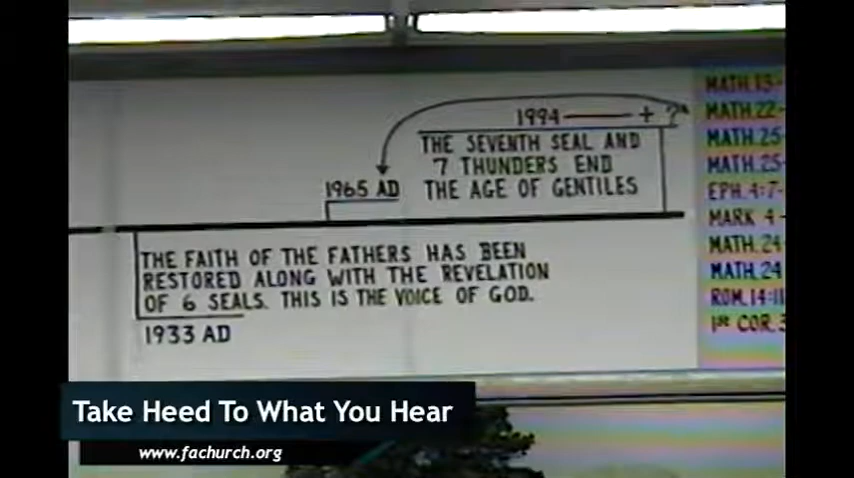 1994 — + ?
THE SEVENTH SEAL AND
7 THUNDERS END
THE AGE OF GENTILES
1965 AD
THE FAITH OF THE FATHERS HAS BEEN
RESTORED ALONG WITH THE REVELATION
OF 6 SEALS. THIS IS THE VOICE OF GOD.
1933 AD
MATH. 13-
MATH. 22-
MATH. 25-
MATH. 25-
EPH. 4:7-
MARK 4-
MATH. 24
MATH. 24
ROM. 14:11
1ST COR. 3
Take Heed To What You Hear
www.fachurch.org